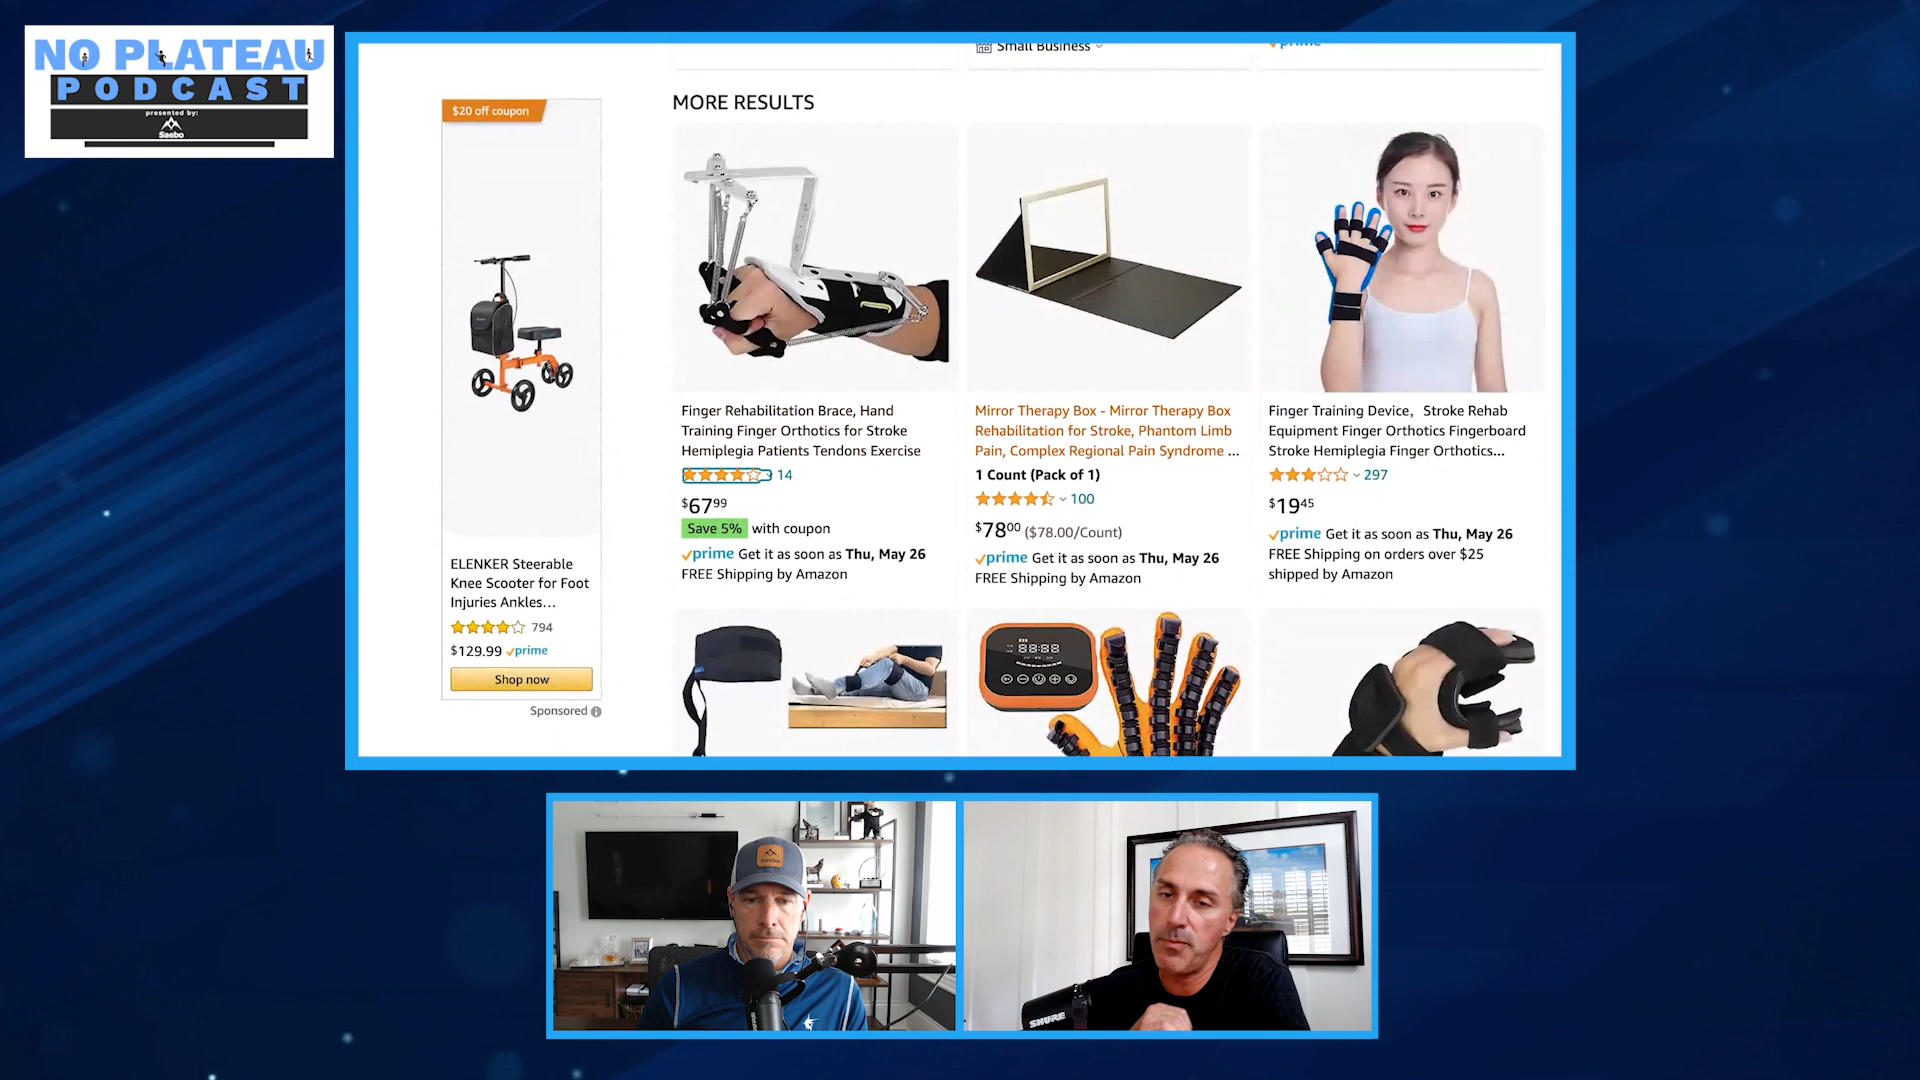 NO PLATEAU
PODCAST
presented by:
Saebo
Small Business
prime
$20 off coupon
MORE RESULTS
Finger Rehabilitation Brace, Hand
Training Finger Orthotics for Stroke
Hemiplegia Patients Tendons Exercise
14
$67 99
Save 5% with coupon
prime Get it as soon as Thu, May 26
FREE Shipping by Amazon
Mirror Therapy Box - Mirror Therapy Box
Rehabilitation for Stroke, Phantom Limb
Pain, Complex Regional Pain Syndrome ...
1 Count (Pack of 1)
100
$78 00 ($78.00/Count)
prime Get it as soon as Thu, May 26
FREE Shipping by Amazon
Finger Training Device, Stroke Rehab
Equipment Finger Orthotics Fingerboard
Stroke Hemiplegia Finger Orthotics...
297
$19 45
prime Get it as soon as Thu, May 26
FREE Shipping on orders over $25
shipped by Amazon
ELENKER Steerable
Knee Scooter for Foot
Injuries Ankles...
794
$129.99 prime
Shop now
Sponsored
88:88
Saebo
SHURE
SHURE